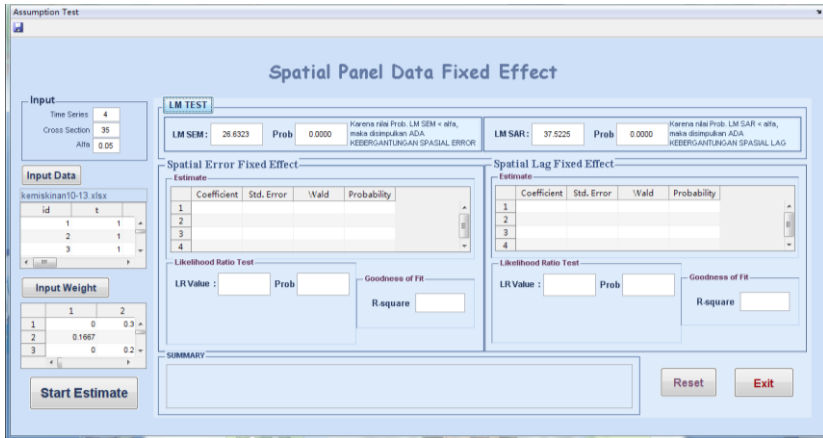 Assumption Test
Spatial Panel Data Fixed Effect
Input
Time Series 4
Cross Section 35
Alfa 0.05
Input Data
kemiskinan10-13.xlsx
id t
1 1
2 1
3 1
Input Weight
1 2
1 0 0.3
2 0.1667
3 0 0.2
Start Estimate
LM TEST
LM SEM : 26.6323 Prob 0.0000
Karena nilai Prob. LM SEM < alfa,
maka disimpulkan ADA
KEBERGANTUNGAN SPASIAL ERROR
LM SAR : 37.5225 Prob 0.0000
Karena nilai Prob. LM SAR < alfa,
maka disimpulkan ADA
KEBERGANTUNGAN SPASIAL LAG
Spatial Error Fixed Effect
Estimate
Coefficient Std. Error Wald Probability
1
2
3
4
Likelihood Ratio Test
LR Value : Prob
Goodness of Fit
R-square
Spatial Lag Fixed Effect
Estimate
Coefficient Std. Error Wald Probability
1
2
3
4
Likelihood Ratio Test
LR Value : Prob
Goodness of Fit
R-square
SUMMARY
Reset Exit